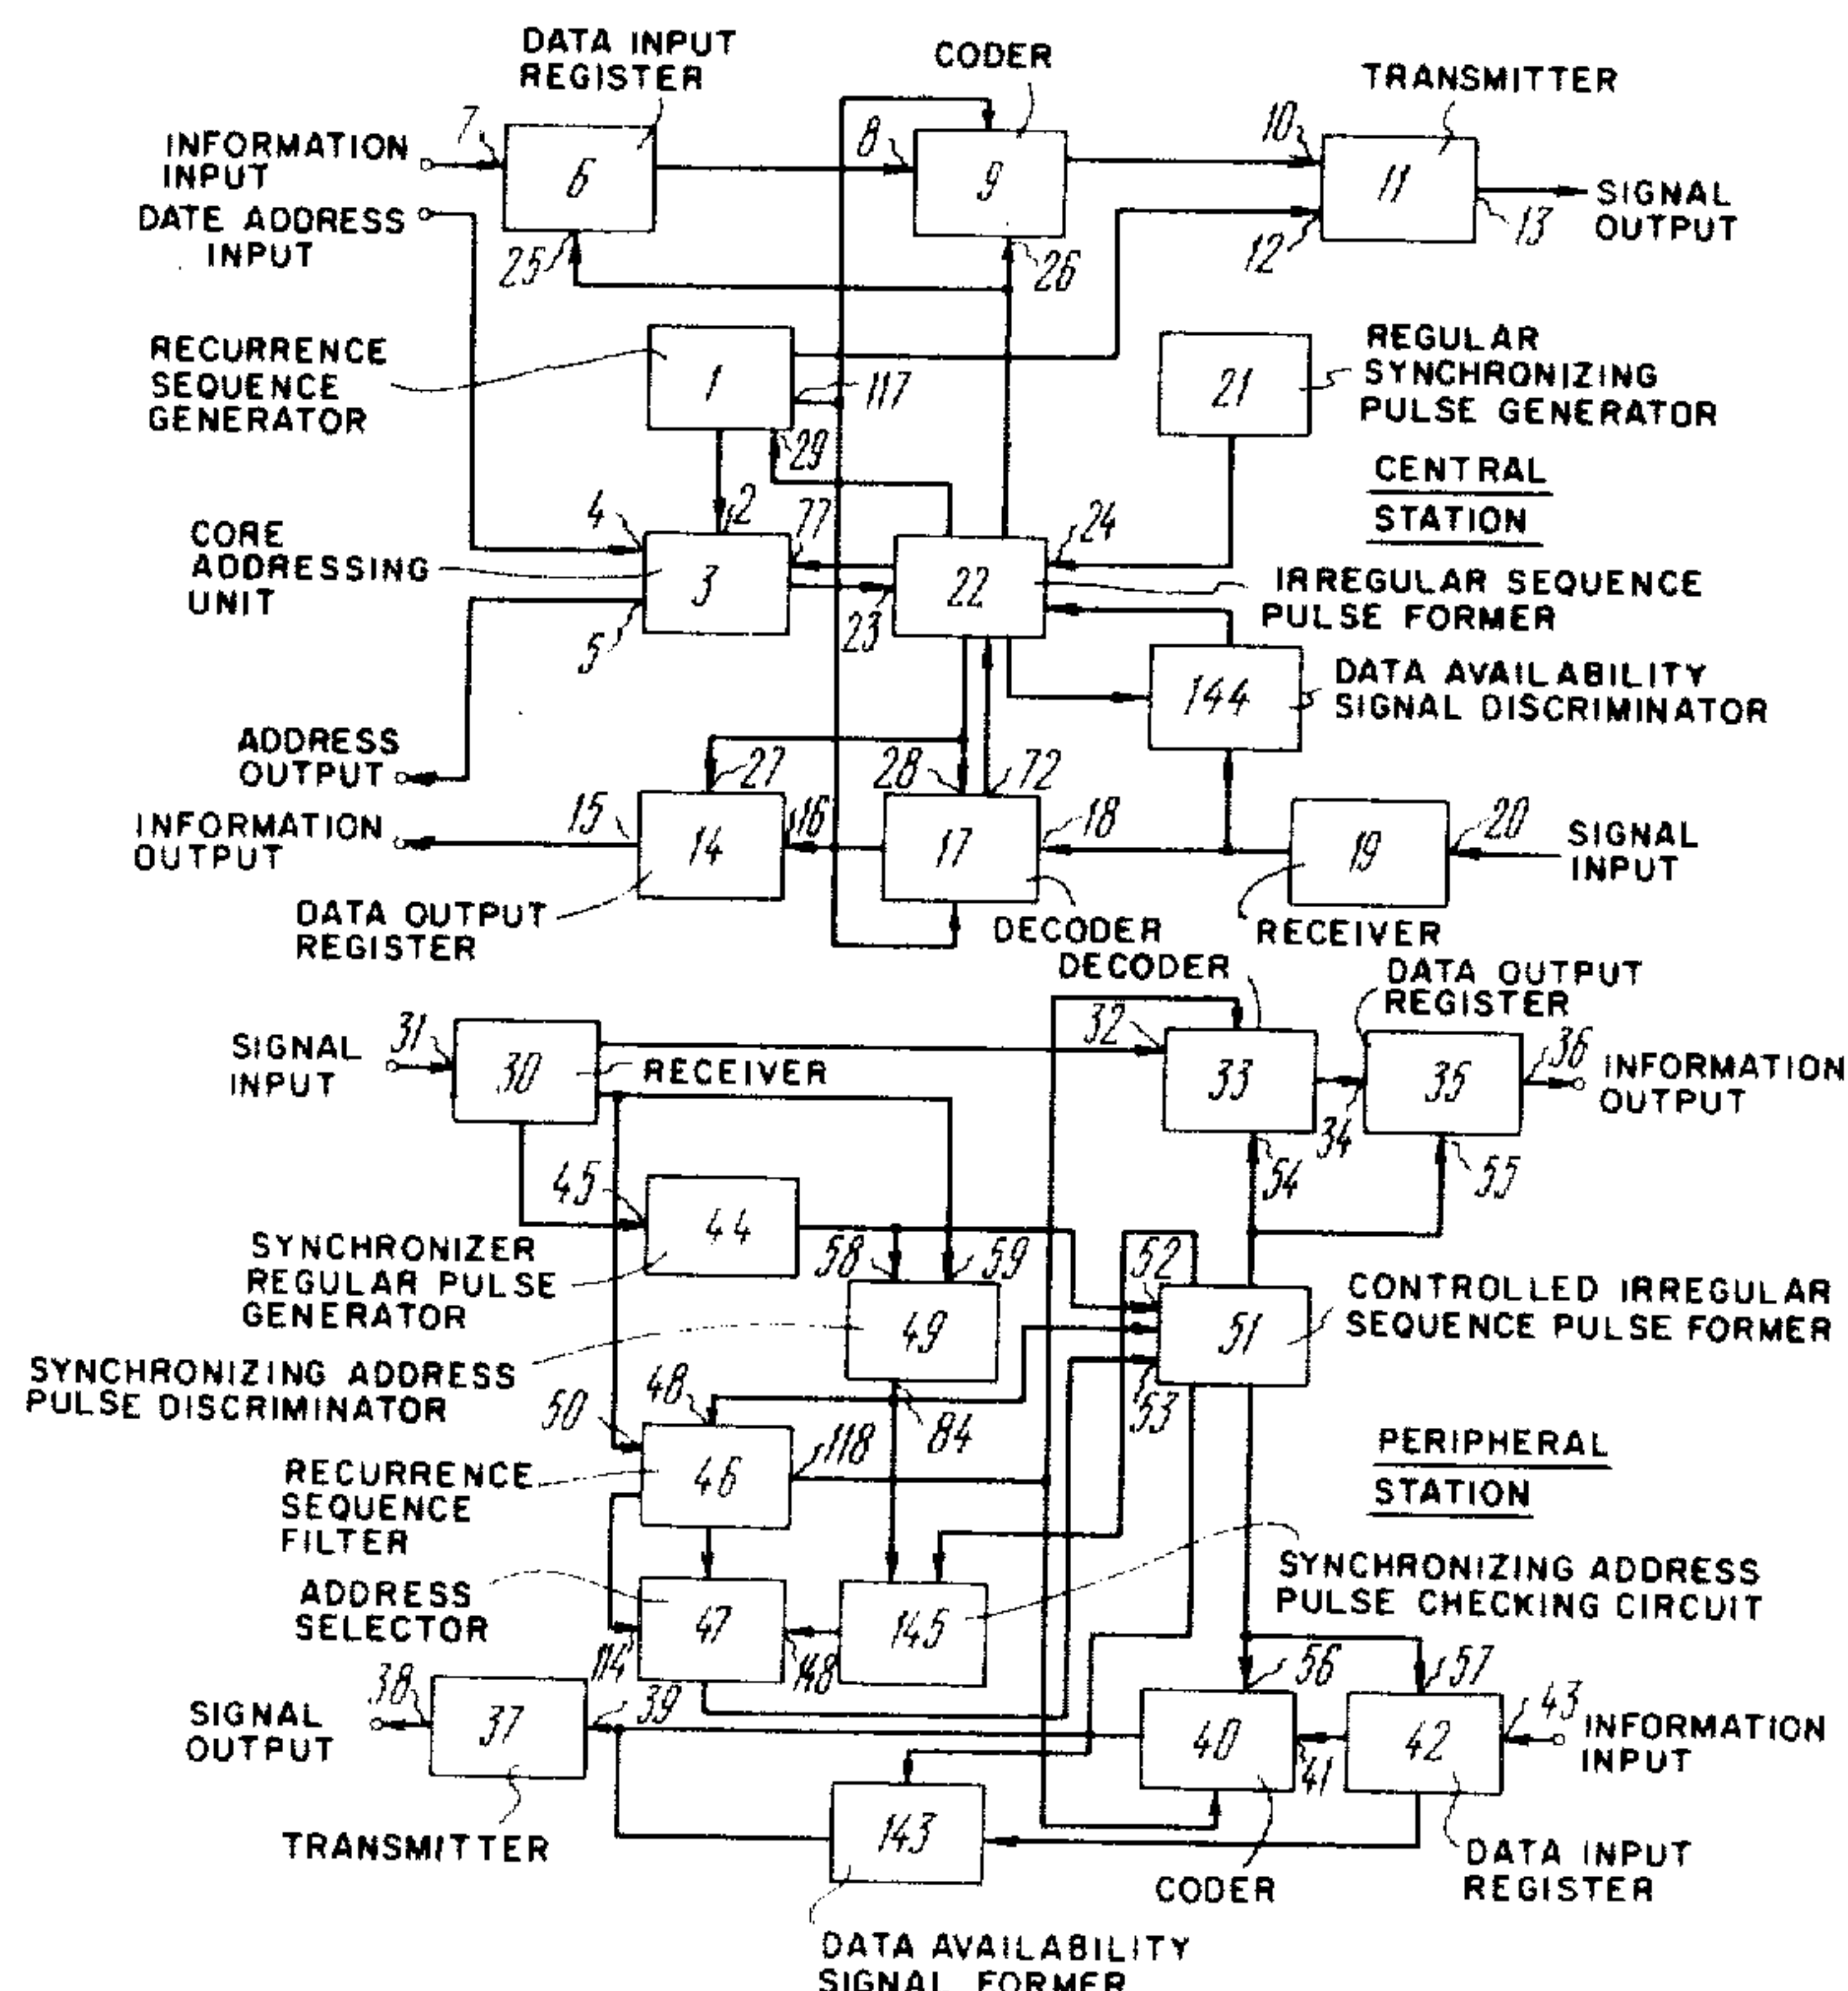 DATA INPUT
REGISTER
CODER
TRANSMITTER
INFORMATION
INPUT
7
6
8
9
10
11
SIGNAL
OUTPUT
13
12
DATE ADDRESS
INPUT
25
26
RECURRENCE
SEQUENCE
GENERATOR
1
117
29
21
REGULAR
SYNCHRONIZING
PULSE GENERATOR
CENTRAL
STATION
CORE
ADDRESSING
UNIT
4
2
77
3
5
23
22
24
IRREGULAR SEQUENCE
PULSE FORMER
144
DATA AVAILABILITY
SIGNAL DISCRIMINATOR
ADDRESS
OUTPUT
27
28
72
INFORMATION
OUTPUT
15
14
16
17
18
19
20
SIGNAL
INPUT
DATA OUTPUT
REGISTER
DECODER
RECEIVER
DECODER
DATA OUTPUT
REGISTER
SIGNAL
INPUT
31
30
RECEIVER
32
33
34
35
36
INFORMATION
OUTPUT
54
55
45
44
SYNCHRONIZER
REGULAR PULSE
GENERATOR
58
59
49
52
51
53
CONTROLLED IRREGULAR
SEQUENCE PULSE FORMER
SYNCHRONIZING ADDRESS
PULSE DISCRIMINATOR
50
48
84
46
118
RECURRENCE
SEQUENCE
FILTER
PERIPHERAL
STATION
ADDRESS
SELECTOR
114
47
148
145
SYNCHRONIZING ADDRESS
PULSE CHECKING CIRCUIT
SIGNAL
OUTPUT
38
37
39
56
57
40
41
42
43
INFORMATION
INPUT
TRANSMITTER
143
CODER
DATA INPUT
REGISTER
DATA AVAILABILITY
SIGNAL FORMER